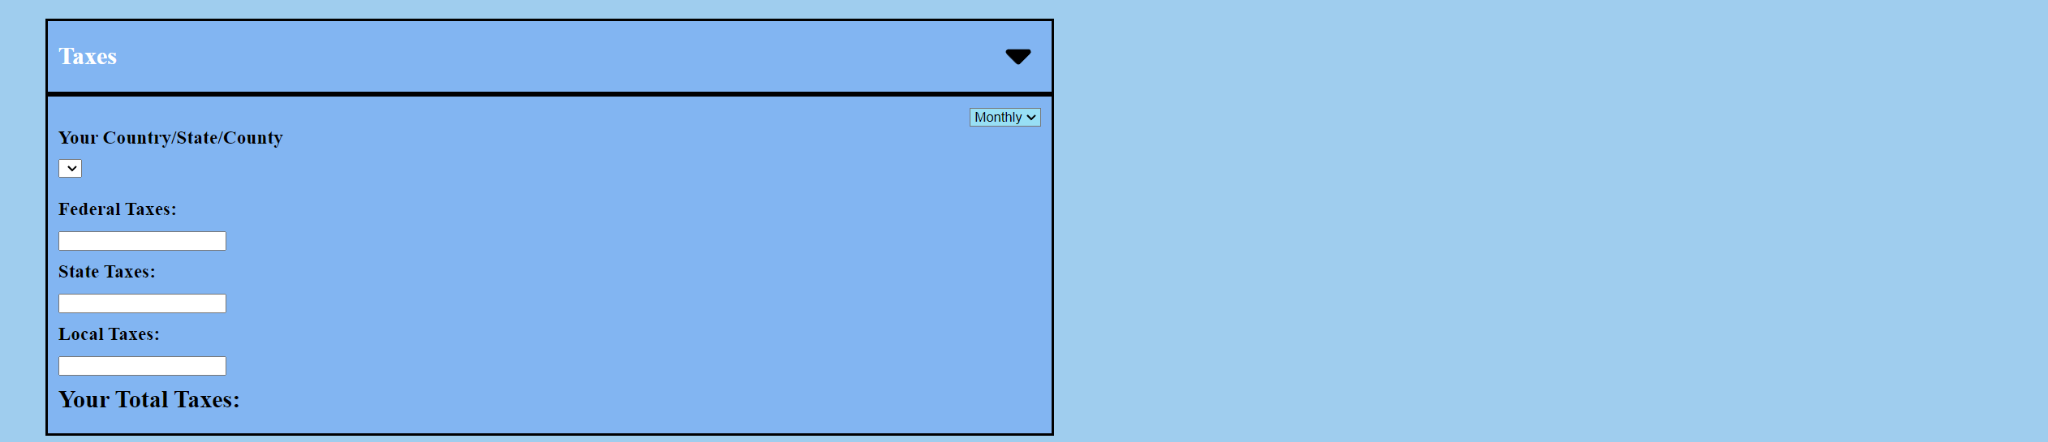 Taxes
Monthly
Your Country/State/County
Federal Taxes:
State Taxes:
Local Taxes:
Your Total Taxes: